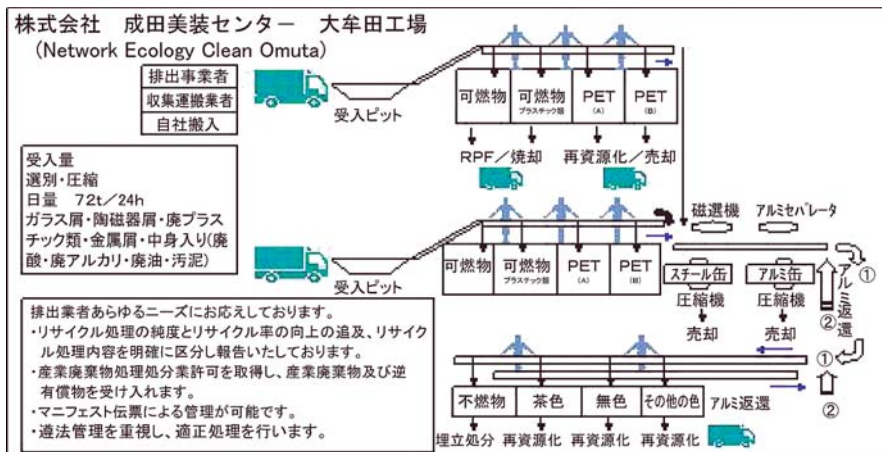 株式会社 成田美装センター 大牟田工場
(Network Ecology Clean Omuta)
排出事業者
収集運搬業者
自社搬入
受入ピット
可燃物
可燃物
プラスチック類
PET
(A)
PET
(B)
RPF/焼却
再資源化/売却
受入量
選別・圧縮
日量 72t/24h
ガラス屑・陶磁器屑・廃プラス
チック類・金属屑・中身入り(廃
酸・廃アルカリ・廃油・汚泥)
受入ピット
可燃物
可燃物
プラスチック類
PET
(A)
PET
(B)
磁選機
アルミセパレータ
スチール缶
アルミ缶
圧縮機
圧縮機
売却
売却
①
アルミ返還
②
排出業者あらゆるニーズにお応えしております。
・リサイクル処理の純度とリサイクル率の向上の追及、リサイク
ル処理内容を明確に区分し報告いたしております。
・産業廃棄物処理処分業許可を取得し、産業廃棄物及び逆
有償物を受け入れます。
・マニフェスト伝票による管理が可能です。
・遵法管理を重視し、適正処理を行います。
①
②
不燃物
茶色
無色
その他の色
アルミ返還
埋立処分
再資源化
再資源化
再資源化